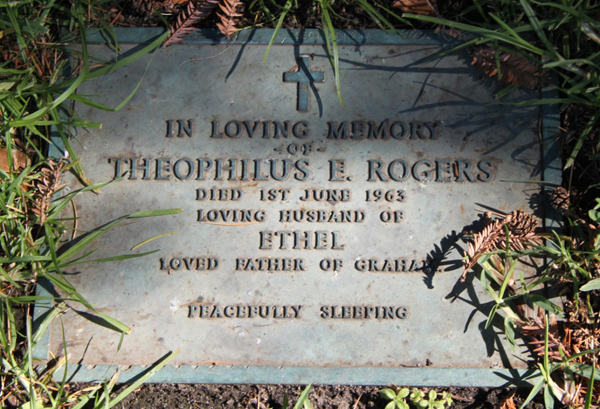 IN LOVING MEMORY
OF
THEOPHILUS E. ROGERS
DIED 1ST JUNE 1963
LOVING HUSBAND OF
ETHEL
LOVED FATHER OF GRAHAM.
PEACEFULLY SLEEPING